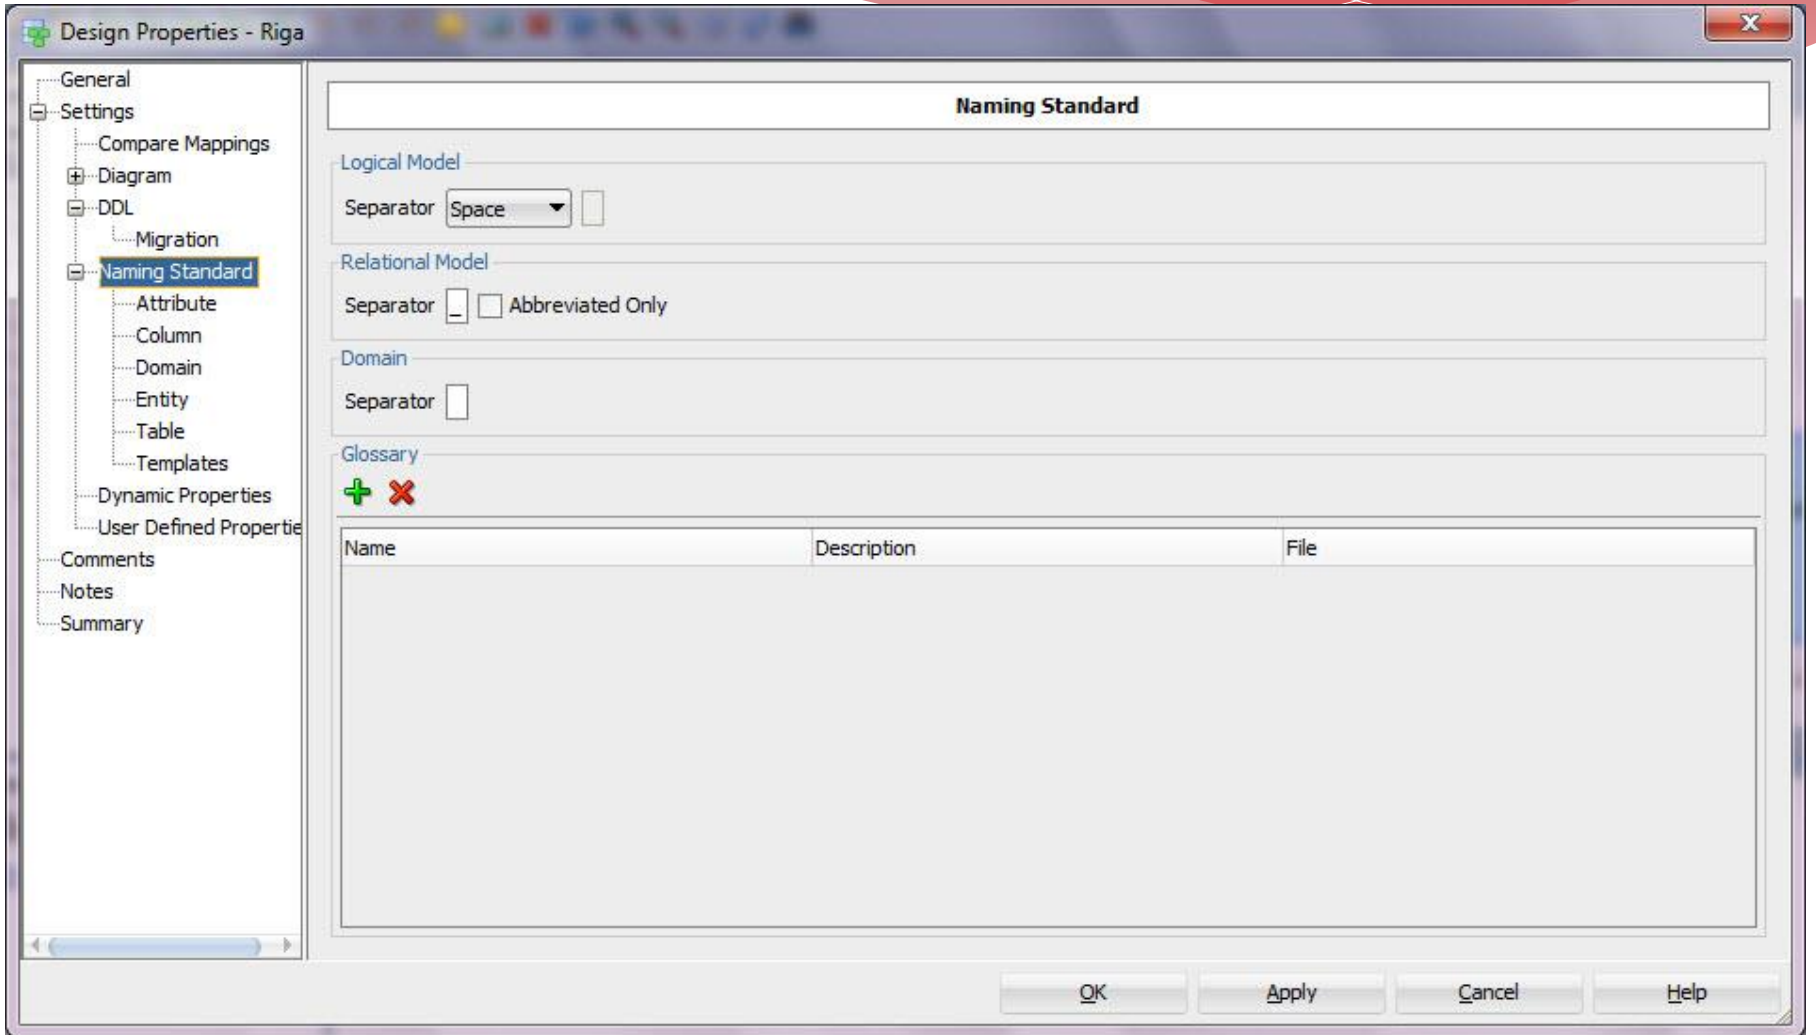 Design Properties - Riga
X
General
Settings
Compare Mappings
Diagram
DDL
Migration
Naming Standard
Attribute
Column
Domain
Entity
Table
Templates
Dynamic Properties
User Defined Propertie
Comments
Notes
Summary
Naming Standard
Logical Model
Separator Space
Relational Model
Separator _ Abbreviated Only
Domain
Separator
Glossary
Name Description File
OK Apply Cancel Help